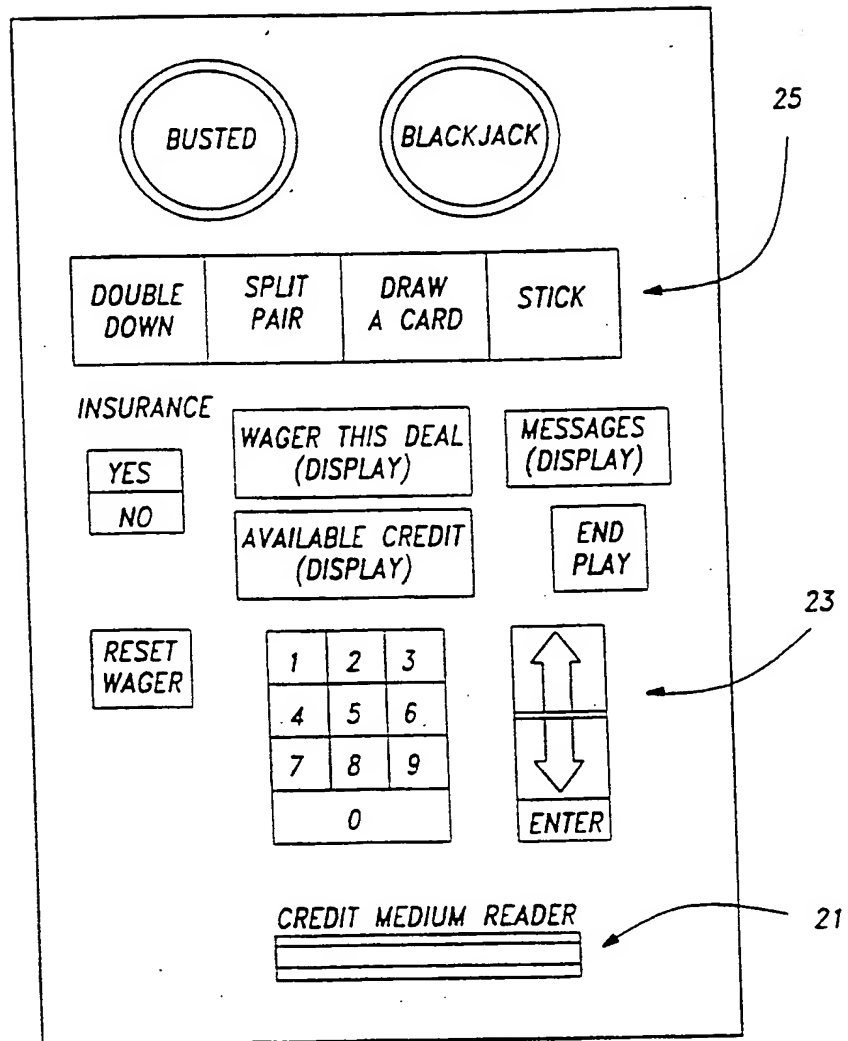 BUSTED
BLACKJACK
25
DOUBLE
DOWN
SPLIT
PAIR
DRAW
A CARD
STICK
INSURANCE
YES
NO
WAGER THIS DEAL
(DISPLAY)
MESSAGES
(DISPLAY)
AVAILABLE CREDIT
(DISPLAY)
END
PLAY
23
RESET
WAGER
1 2 3
4 5 6
7 8 9
0
ENTER
CREDIT MEDIUM READER
21